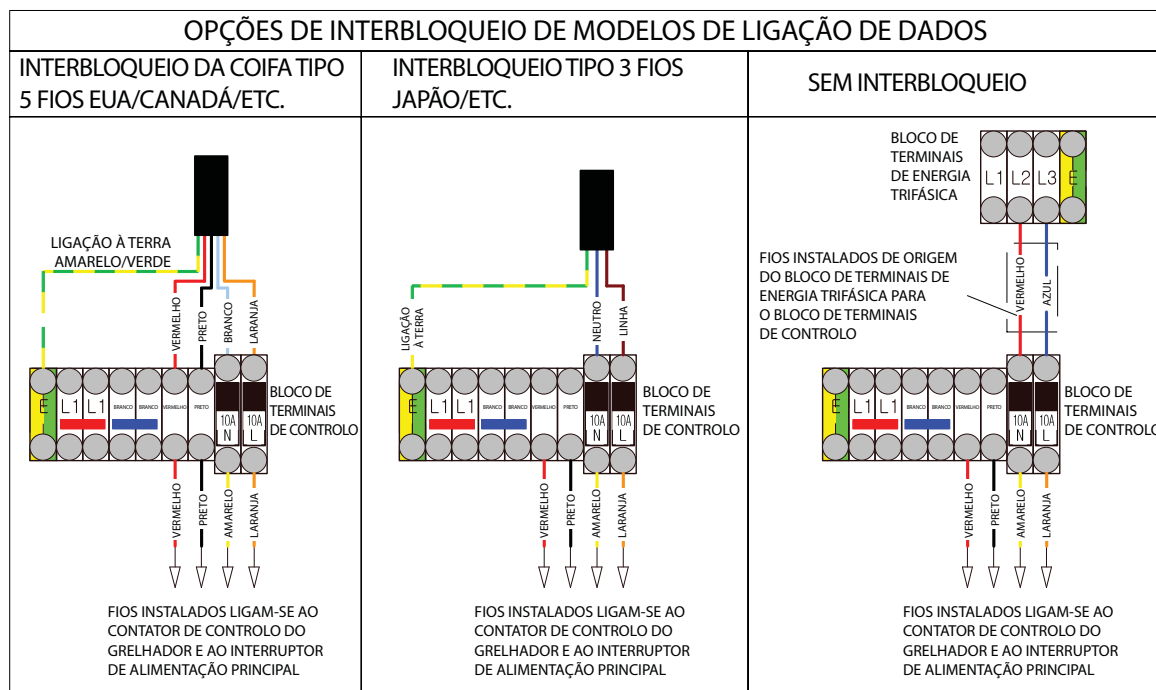 OPÇÕES DE INTERBLOQUEIO DE MODELOS DE LIGAÇÃO DE DADOS
INTERBLOQUEIO DA COIFA TIPO
5 FIOS EUA/CANADÁ/ETC.
LIGAÇÃO À TERRA
AMARELO/VERDE
VERMELHO
PRETO
BRANCO
LARANJA
E
L1
L1
BRANCO
BRANCO
VERMELHO
PRETO
10A
N
10A
L
BLOCO DE
TERMINAIS
DE CONTROLO
VERMELHO
PRETO
AMARELO
LARANJA
FIOS INSTALADOS LIGAM-SE AO
CONTATOR DE CONTROLO DO
GRELHADOR E AO INTERRUPTOR
DE ALIMENTAÇÃO PRINCIPAL
INTERBLOQUEIO TIPO 3 FIOS
JAPÃO/ETC.
LIGAÇÃO
À TERRA
NEUTRO
LINHA
E
L1
L1
BRANCO
BRANCO
VERMELHO
PRETO
10A
N
10A
L
BLOCO DE
TERMINAIS
DE CONTROLO
VERMELHO
PRETO
AMARELO
LARANJA
FIOS INSTALADOS LIGAM-SE AO
CONTATOR DE CONTROLO DO
GRELHADOR E AO INTERRUPTOR
DE ALIMENTAÇÃO PRINCIPAL
SEM INTERBLOQUEIO
BLOCO DE
TERMINAIS
DE ENERGIA
TRIFÁSICA
L1
L2
L3
E
FIOS INSTALADOS DE ORIGEM
DO BLOCO DE TERMINAIS DE
ENERGIA TRIFÁSICA PARA
O BLOCO DE TERMINAIS
DE CONTROLO
VERMELHO
AZUL
E
L1
L1
BRANCO
BRANCO
VERMELHO
PRETO
10A
N
10A
L
BLOCO DE
TERMINAIS
DE CONTROLO
VERMELHO
PRETO
AMARELO
LARANJA
FIOS INSTALADOS LIGAM-SE AO
CONTATOR DE CONTROLO DO
GRELHADOR E AO INTERRUPTOR
DE ALIMENTAÇÃO PRINCIPAL